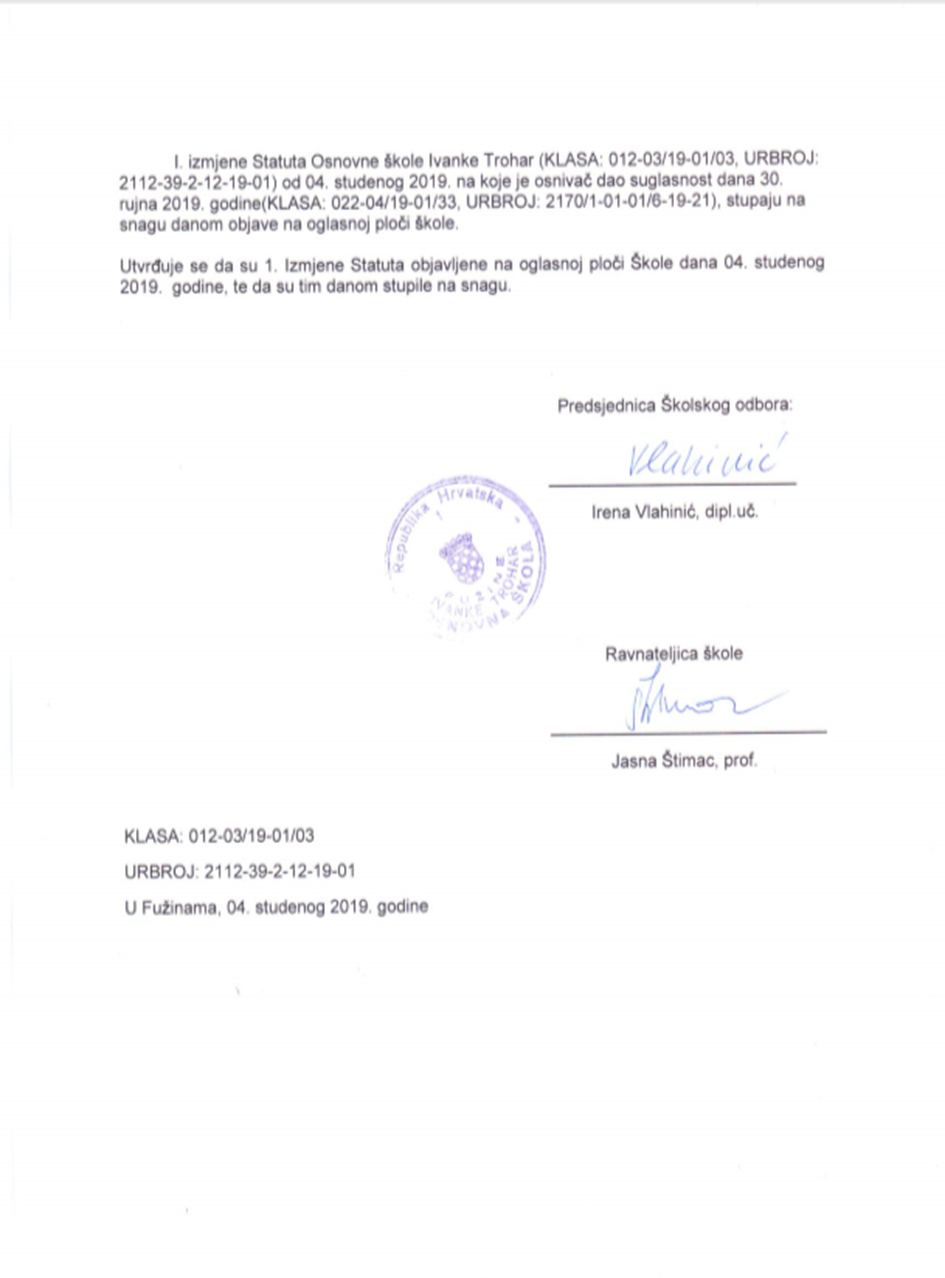 I. izmjene Statuta Osnovne škole Ivanke Trohar (KLASA: 012-03/19-01/03, URBROJ:
2112-39-2-12-19-01) od 04. studenog 2019. na koje je osnivač dao suglasnost dana 30.
rujna 2019. godine(KLASA: 022-04/19-01/33, URBROJ: 2170/1-01-01/6-19-21), stupaju na
snagu danom objave na oglasnoj ploči škole.
Utvrđuje se da su 1. Izmjene Statuta objavljene na oglasnoj ploči Škole dana 04. studenog
2019. godine, te da su tim danom stupile na snagu.
Predsjednica Školskog odbora:
Vlahinić
Irena Vlahinić, dipl.uč.
Republika Hrvatska
FUŽINE
IVANKE TROHAR
ŠKOLA
Ravnateljica škole
Jasna Štimac, prof.
KLASA: 012-03/19-01/03
URBROJ: 2112-39-2-12-19-01
U Fužinama, 04. studenog 2019. godine